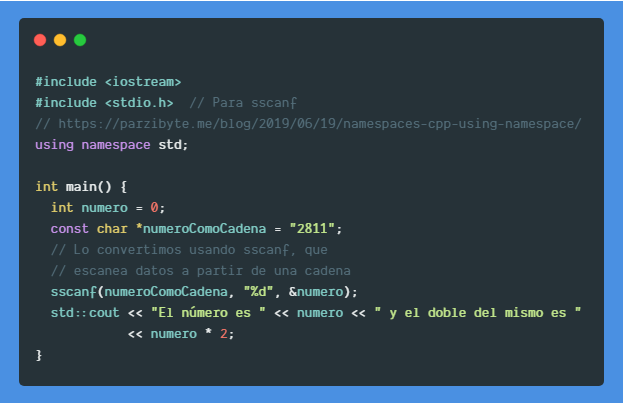 #include <iostream>
#include <stdio.h>  // Para sscanf
// https://parzibyte.me/blog/2019/06/19/namespaces-cpp-using-namespace/
using namespace std;

int main() {
  int numero = 0;
  const char *numeroComoCadena = "2811";
  // Lo convertimos usando sscanf, que
  // escanea datos a partir de una cadena
  sscanf(numeroComoCadena, "%d", &numero);
  std::cout << "El número es " << numero << " y el doble del mismo es "
            << numero * 2;
}